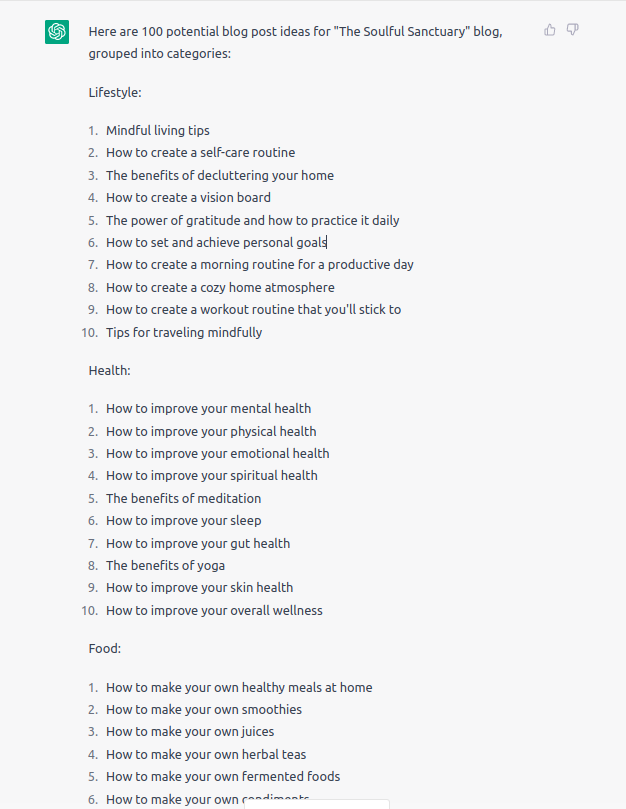 Here are 100 potential blog post ideas for "The Soulful Sanctuary" blog,
grouped into categories:
Lifestyle:
1. Mindful living tips
2. How to create a self-care routine
3. The benefits of decluttering your home
4. How to create a vision board
5. The power of gratitude and how to practice it daily
6. How to set and achieve personal goals
7. How to create a morning routine for a productive day
8. How to create a cozy home atmosphere
9. How to create a workout routine that you'll stick to
10. Tips for traveling mindfully
Health:
1. How to improve your mental health
2. How to improve your physical health
3. How to improve your emotional health
4. How to improve your spiritual health
5. The benefits of meditation
6. How to improve your sleep
7. How to improve your gut health
8. The benefits of yoga
9. How to improve your skin health
10. How to improve your overall wellness
Food:
1. How to make your own healthy meals at home
2. How to make your own smoothies
3. How to make your own juices
4. How to make your own herbal teas
5. How to make your own fermented foods
6. How to make your own condiments